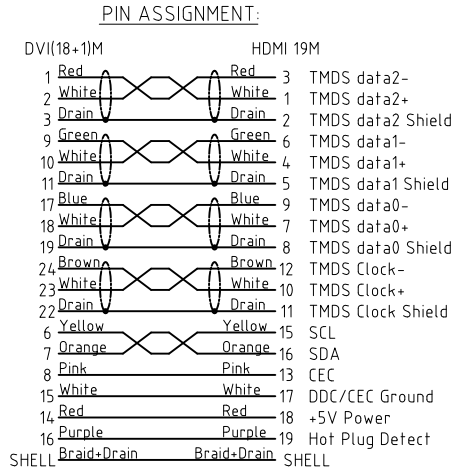 PIN ASSIGNMENT:
DVI(18+1)M HDMI 19M
1 Red Red 3 TMDS data2-
2 White White 1 TMDS data2+
3 Drain Drain 2 TMDS data2 Shield
9 Green Green 6 TMDS data1-
10 White White 4 TMDS data1+
11 Drain Drain 5 TMDS data1 Shield
17 Blue Blue 9 TMDS data0-
18 White White 7 TMDS data0+
19 Drain Drain 8 TMDS data0 Shield
24 Brown Brown 12 TMDS Clock-
23 White White 10 TMDS Clock+
22 Drain Drain 11 TMDS Clock Shield
6 Yellow Yellow 15 SCL
7 Orange Orange 16 SDA
8 Pink Pink 13 CEC
15 White White 17 DDC/CEC Ground
14 Red Red 18 +5V Power
16 Purple Purple 19 Hot Plug Detect
SHELL Braid+Drain Braid+Drain SHELL